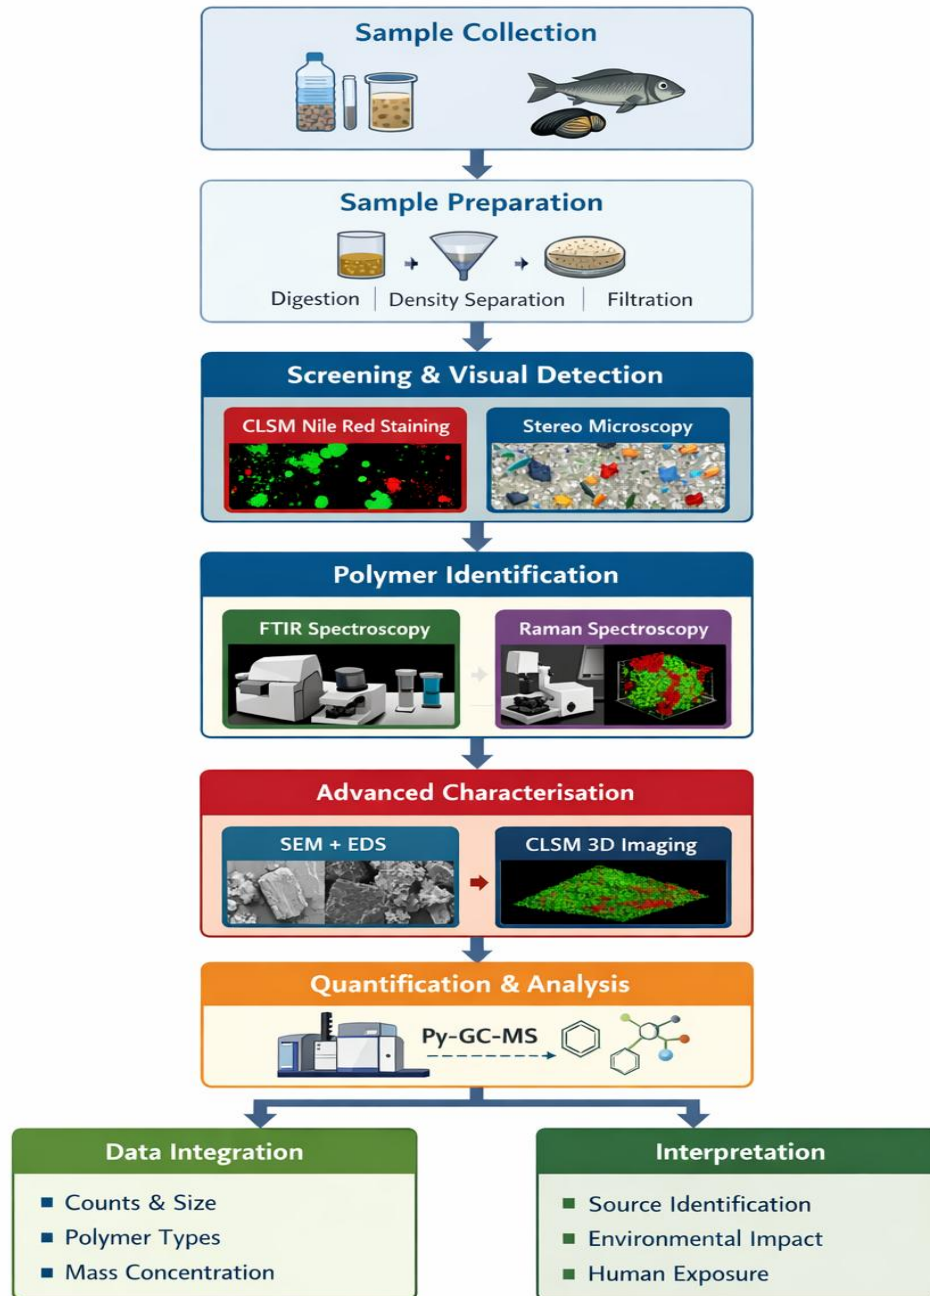 Sample Collection
Sample Preparation
Digestion | Density Separation | Filtration
Screening & Visual Detection
CLSM Nile Red Staining
Stereo Microscopy
Polymer Identification
FTIR Spectroscopy
Raman Spectroscopy
Advanced Characterisation
SEM + EDS
CLSM 3D Imaging
Quantification & Analysis
Py-GC-MS
Data Integration
Counts & Size
Polymer Types
Mass Concentration
Interpretation
Source Identification
Environmental Impact
Human Exposure